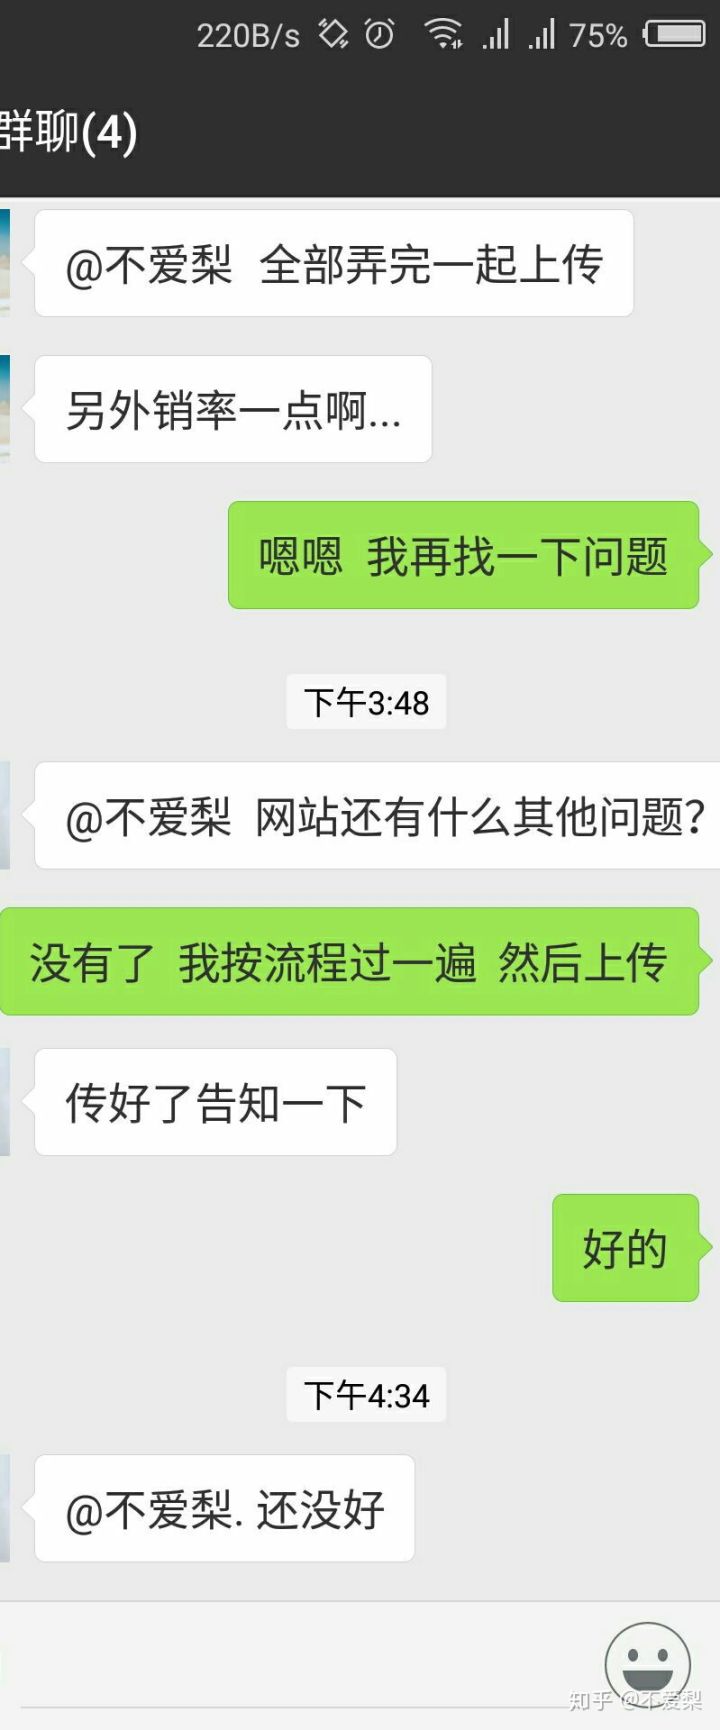 220B/s 75%
群聊(4)
@不爱梨 全部弄完一起上传
另外销率一点啊...
嗯嗯 我再找一下问题
下午3:48
@不爱梨 网站还有什么其他问题?
没有了 我按流程过一遍 然后上传
传好了告知一下
好的
下午4:34
@不爱梨. 还没好
知乎 @不爱梨